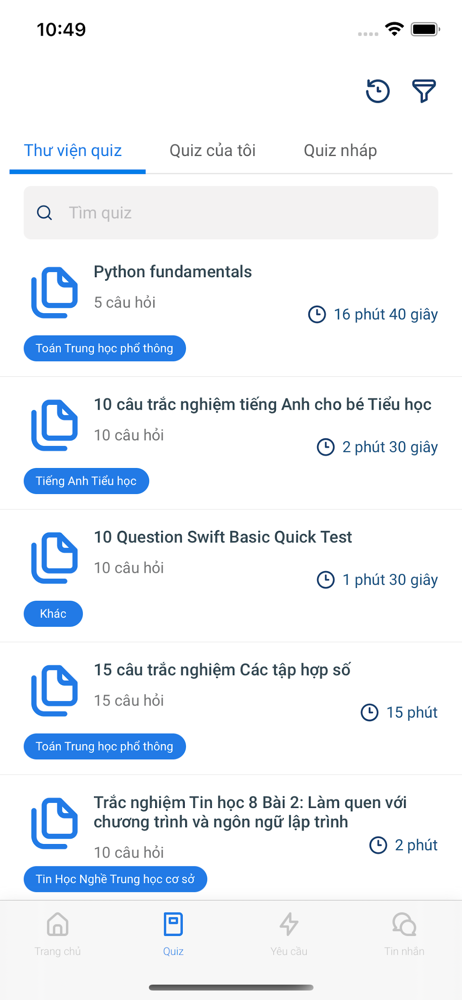 10:49
Thư viện quiz
Quiz của tôi
Quiz nháp
Tìm quiz
Python fundamentals
5 câu hỏi
16 phút 40 giây
Toán Trung học phổ thông
10 câu trắc nghiệm tiếng Anh cho bé Tiểu học
10 câu hỏi
2 phút 30 giây
Tiếng Anh Tiểu học
10 Question Swift Basic Quick Test
10 câu hỏi
1 phút 30 giây
Khác
15 câu trắc nghiệm Các tập hợp số
15 câu hỏi
15 phút
Toán Trung học phổ thông
Trắc nghiệm Tin học 8 Bài 2: Làm quen với
chương trình và ngôn ngữ lập trình
10 câu hỏi
2 phút
Tin Học Nghề Trung học cơ sở
Trang chủ
Quiz
Yêu cầu
Tin nhắn